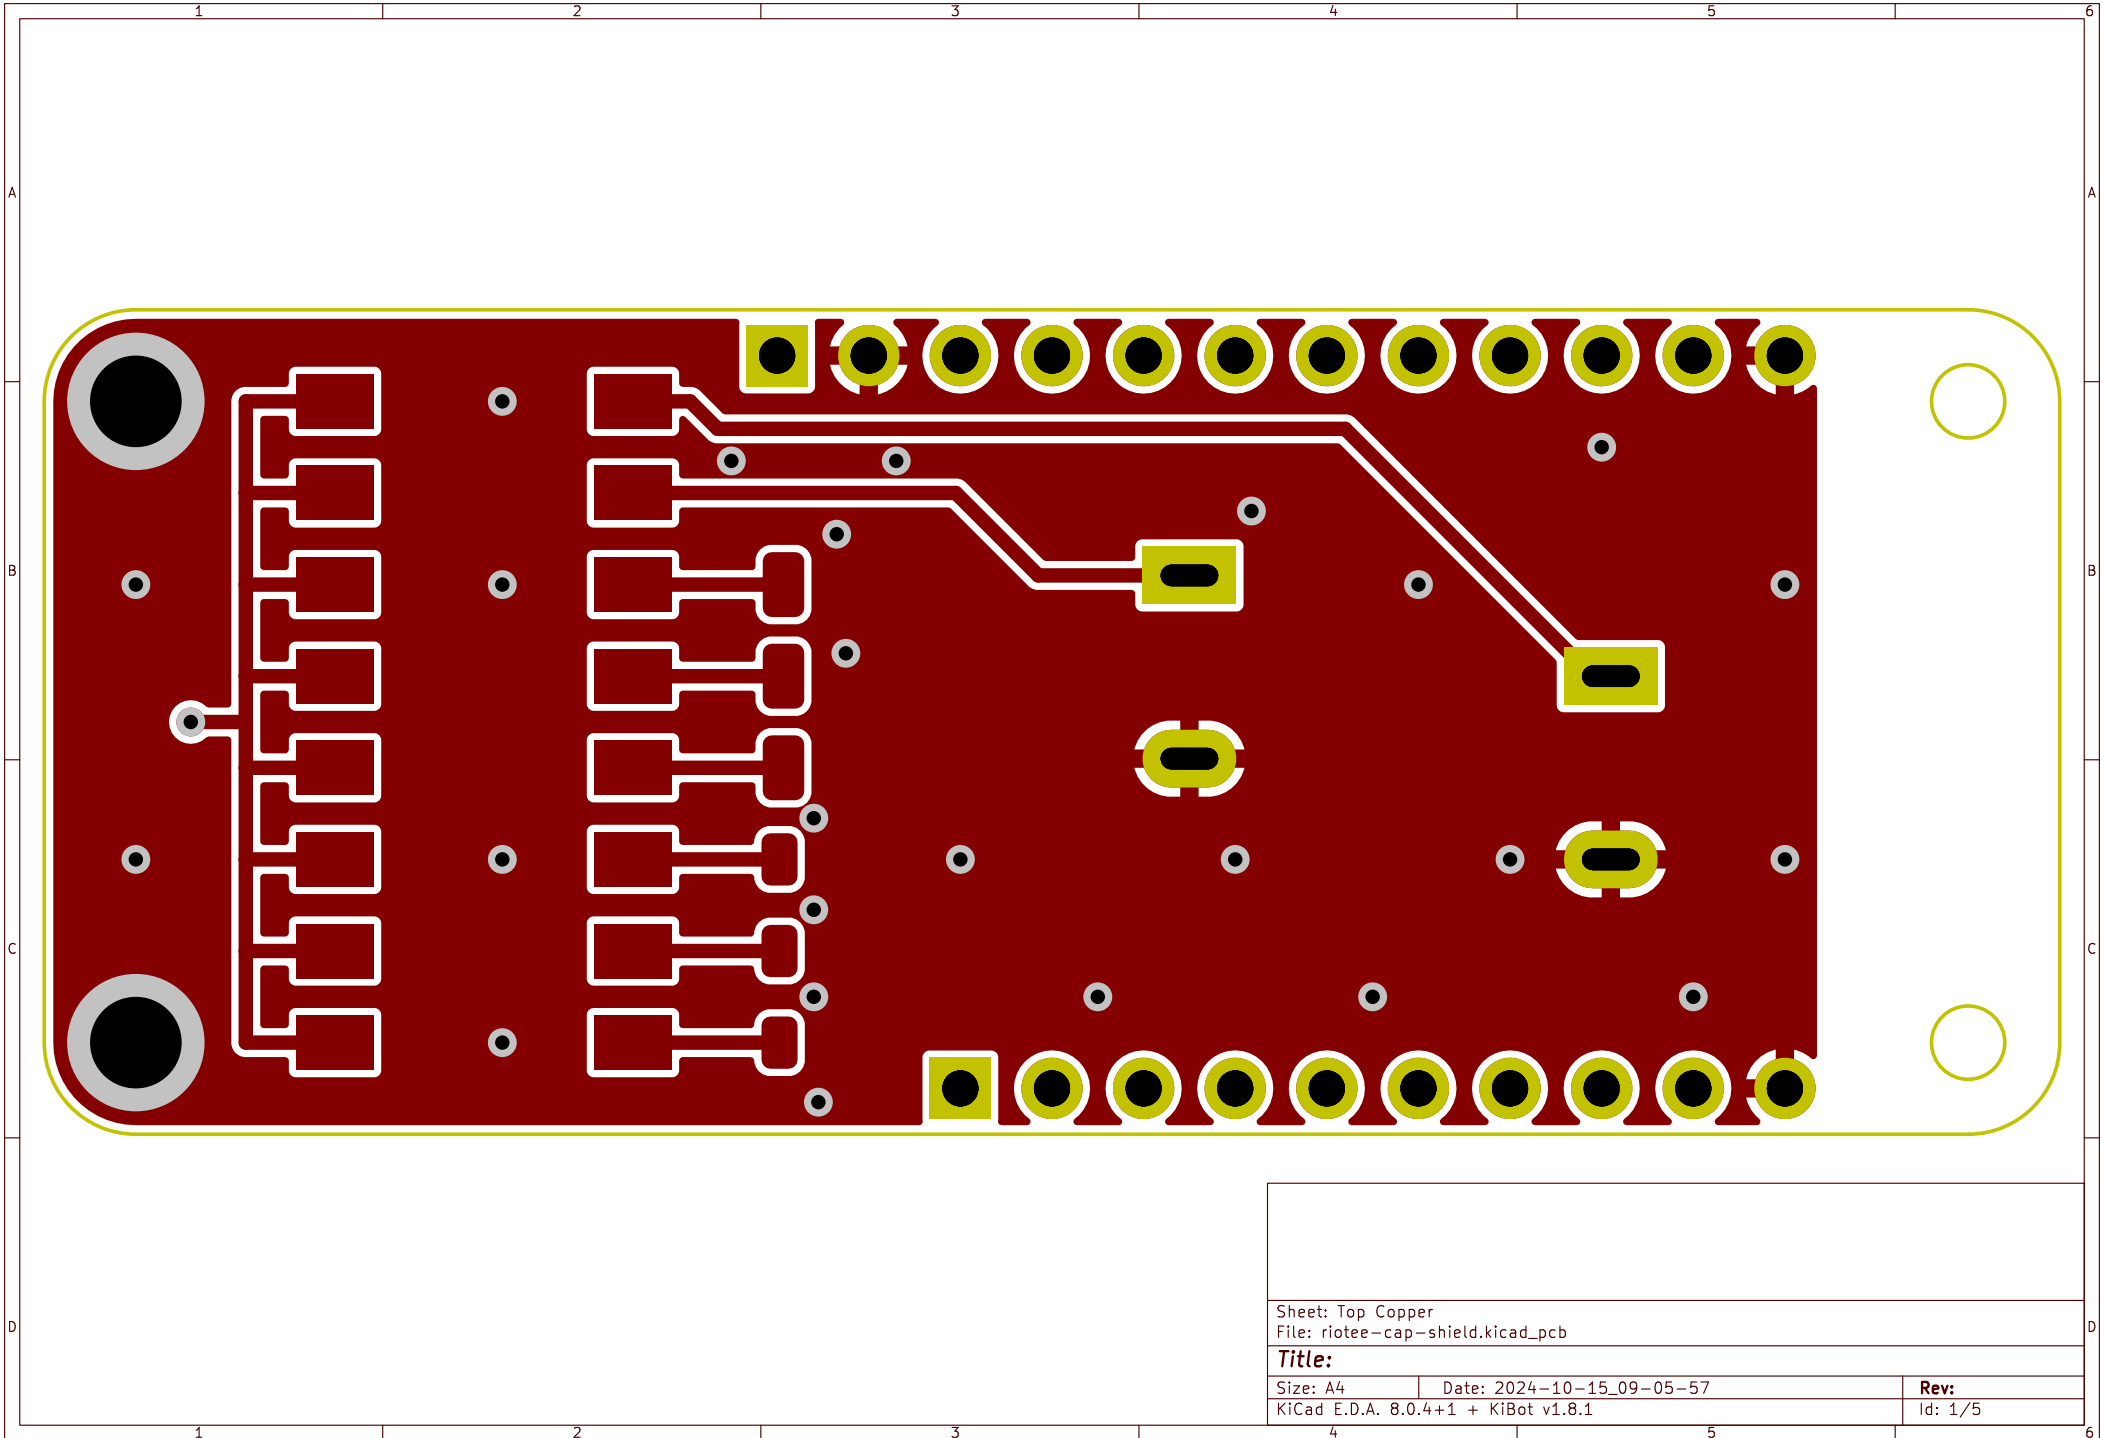 1 2 3 4 5 6
A A
B B
C C
D D
Sheet: Top Copper
File: riotee-cap-shield.kicad_pcb
Title:
Size: A4 Date: 2024-10-15_09-05-57 Rev:
KiCad E.D.A. 8.0.4+1 + KiBot v1.8.1 Id: 1/5
1 2 3 4 5 6